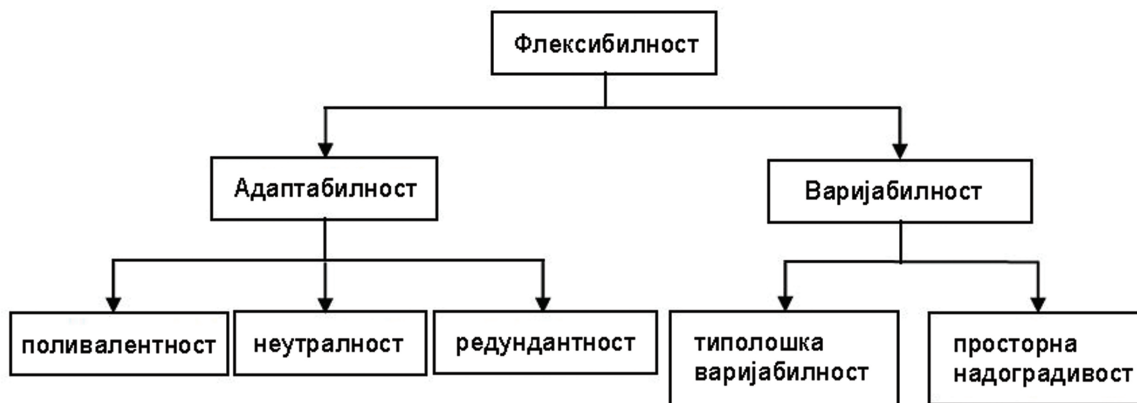 Флексибилност
Адаптабилност
Варијабилност
поливалентност
неутралност
редундантност
типолошка
варијабилност
просторна
надоградивост